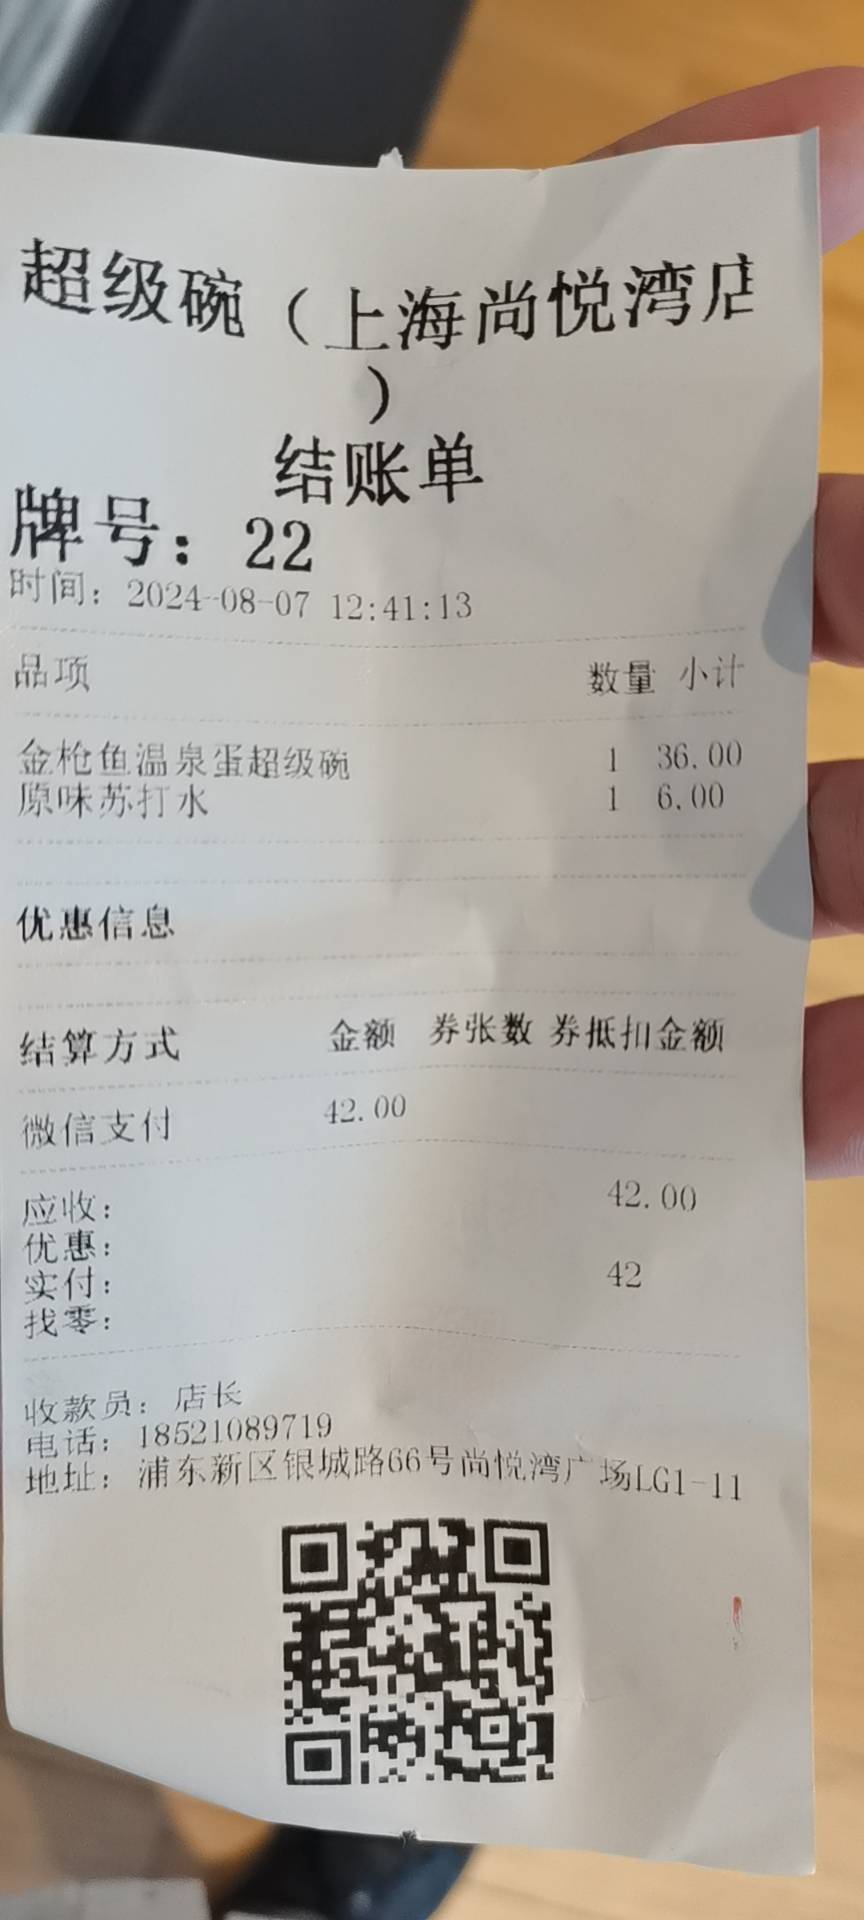 超级碗（上海尚悦湾店
）
结账单
牌号：22
时间：2024-08-07 12:41:13
品项 数量 小计
金枪鱼温泉蛋超级碗 1 36.00
原味苏打水 1 6.00
优惠信息
结算方式 金额 券张数 券抵扣金额
微信支付 42.00
应收： 42.00
优惠：
实付： 42
找零：
收款员：店长
电话：18521089719
地址：浦东新区银城路66号尚悦湾广场LG1-11